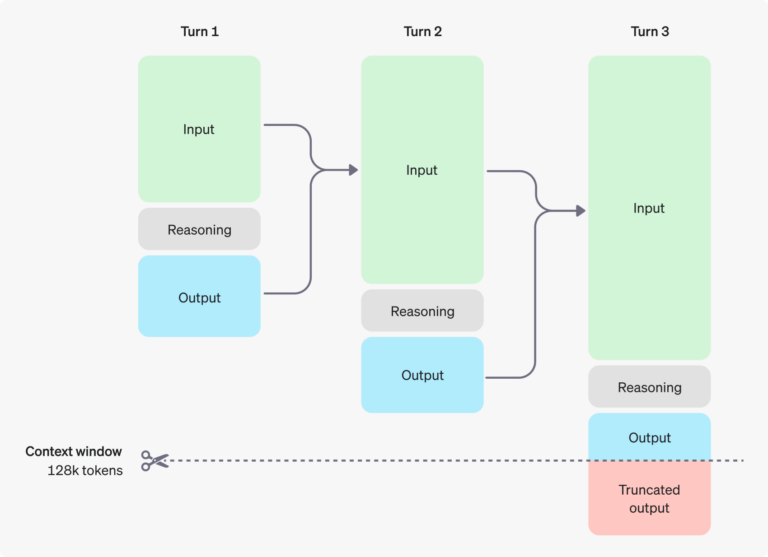 Turn 1
Turn 2
Turn 3
Input
Input
Input
Reasoning
Output
Reasoning
Output
Reasoning
Output
Context window
128k tokens
Truncated
output